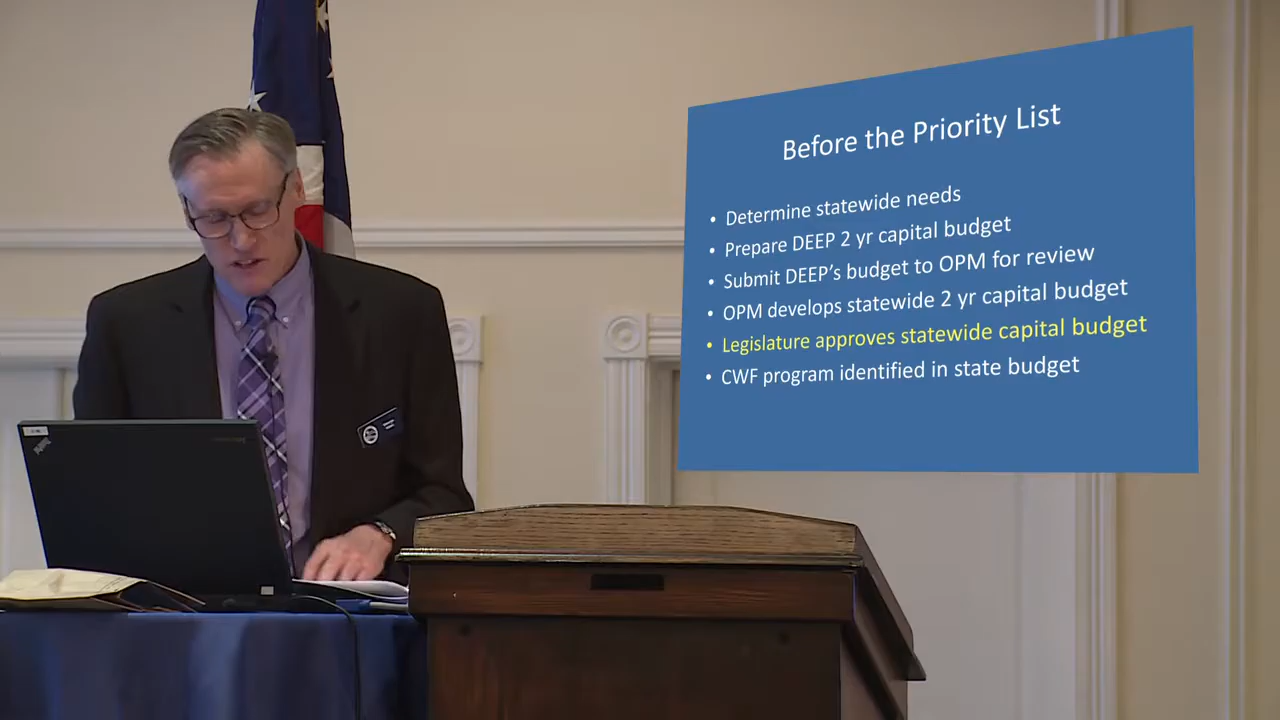 Before the Priority List
• Determine statewide needs
• Prepare DEEP 2 yr capital budget
• Submit DEEP's budget to OPM for review
• OPM develops statewide 2 yr capital budget
• Legislature approves statewide capital budget
• CWF program identified in state budget
ThinkPad